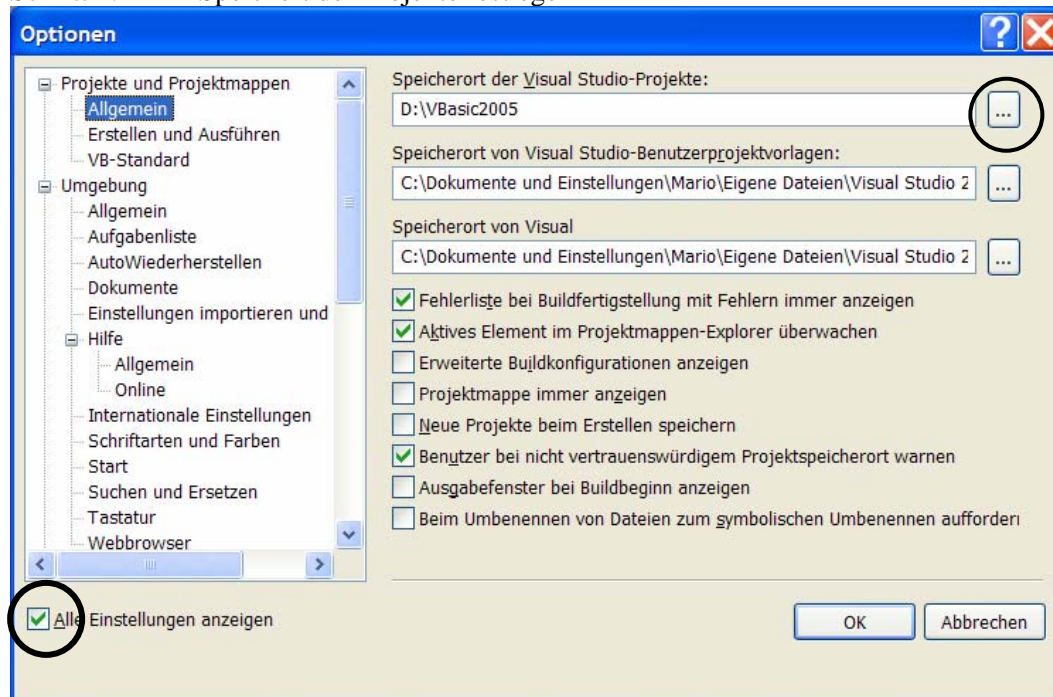 Optionen
Projekte und Projektmappen
Allgemein
Erstellen und Ausführen
VB-Standard
Umgebung
Allgemein
Aufgabenliste
AutoWiederherstellen
Dokumente
Einstellungen importieren und
Hilfe
Allgemein
Online
Internationale Einstellungen
Schriftarten und Farben
Start
Suchen und Ersetzen
Tastatur
Webbrowser
Alle Einstellungen anzeigen
Speicherort der Visual Studio-Projekte:
D:\VBasic2005
...
Speicherort von Visual Studio-Benutzerprojektvorlagen:
C:\Dokumente und Einstellungen\Mario\Eigene Dateien\Visual Studio 2
...
Speicherort von Visual
C:\Dokumente und Einstellungen\Mario\Eigene Dateien\Visual Studio 2
...
Fehlerliste bei Buildfertigstellung mit Fehlern immer anzeigen
Aktives Element im Projektmappen-Explorer überwachen
Erweiterte Buildkonfigurationen anzeigen
Projektmappe immer anzeigen
Neue Projekte beim Erstellen speichern
Benutzer bei nicht vertrauenswürdigem Projektspeicherort warnen
Ausgabefenster bei Buildbeginn anzeigen
Beim Umbenennen von Dateien zum symbolischen Umbenennen auffordern
OK
Abbrechen